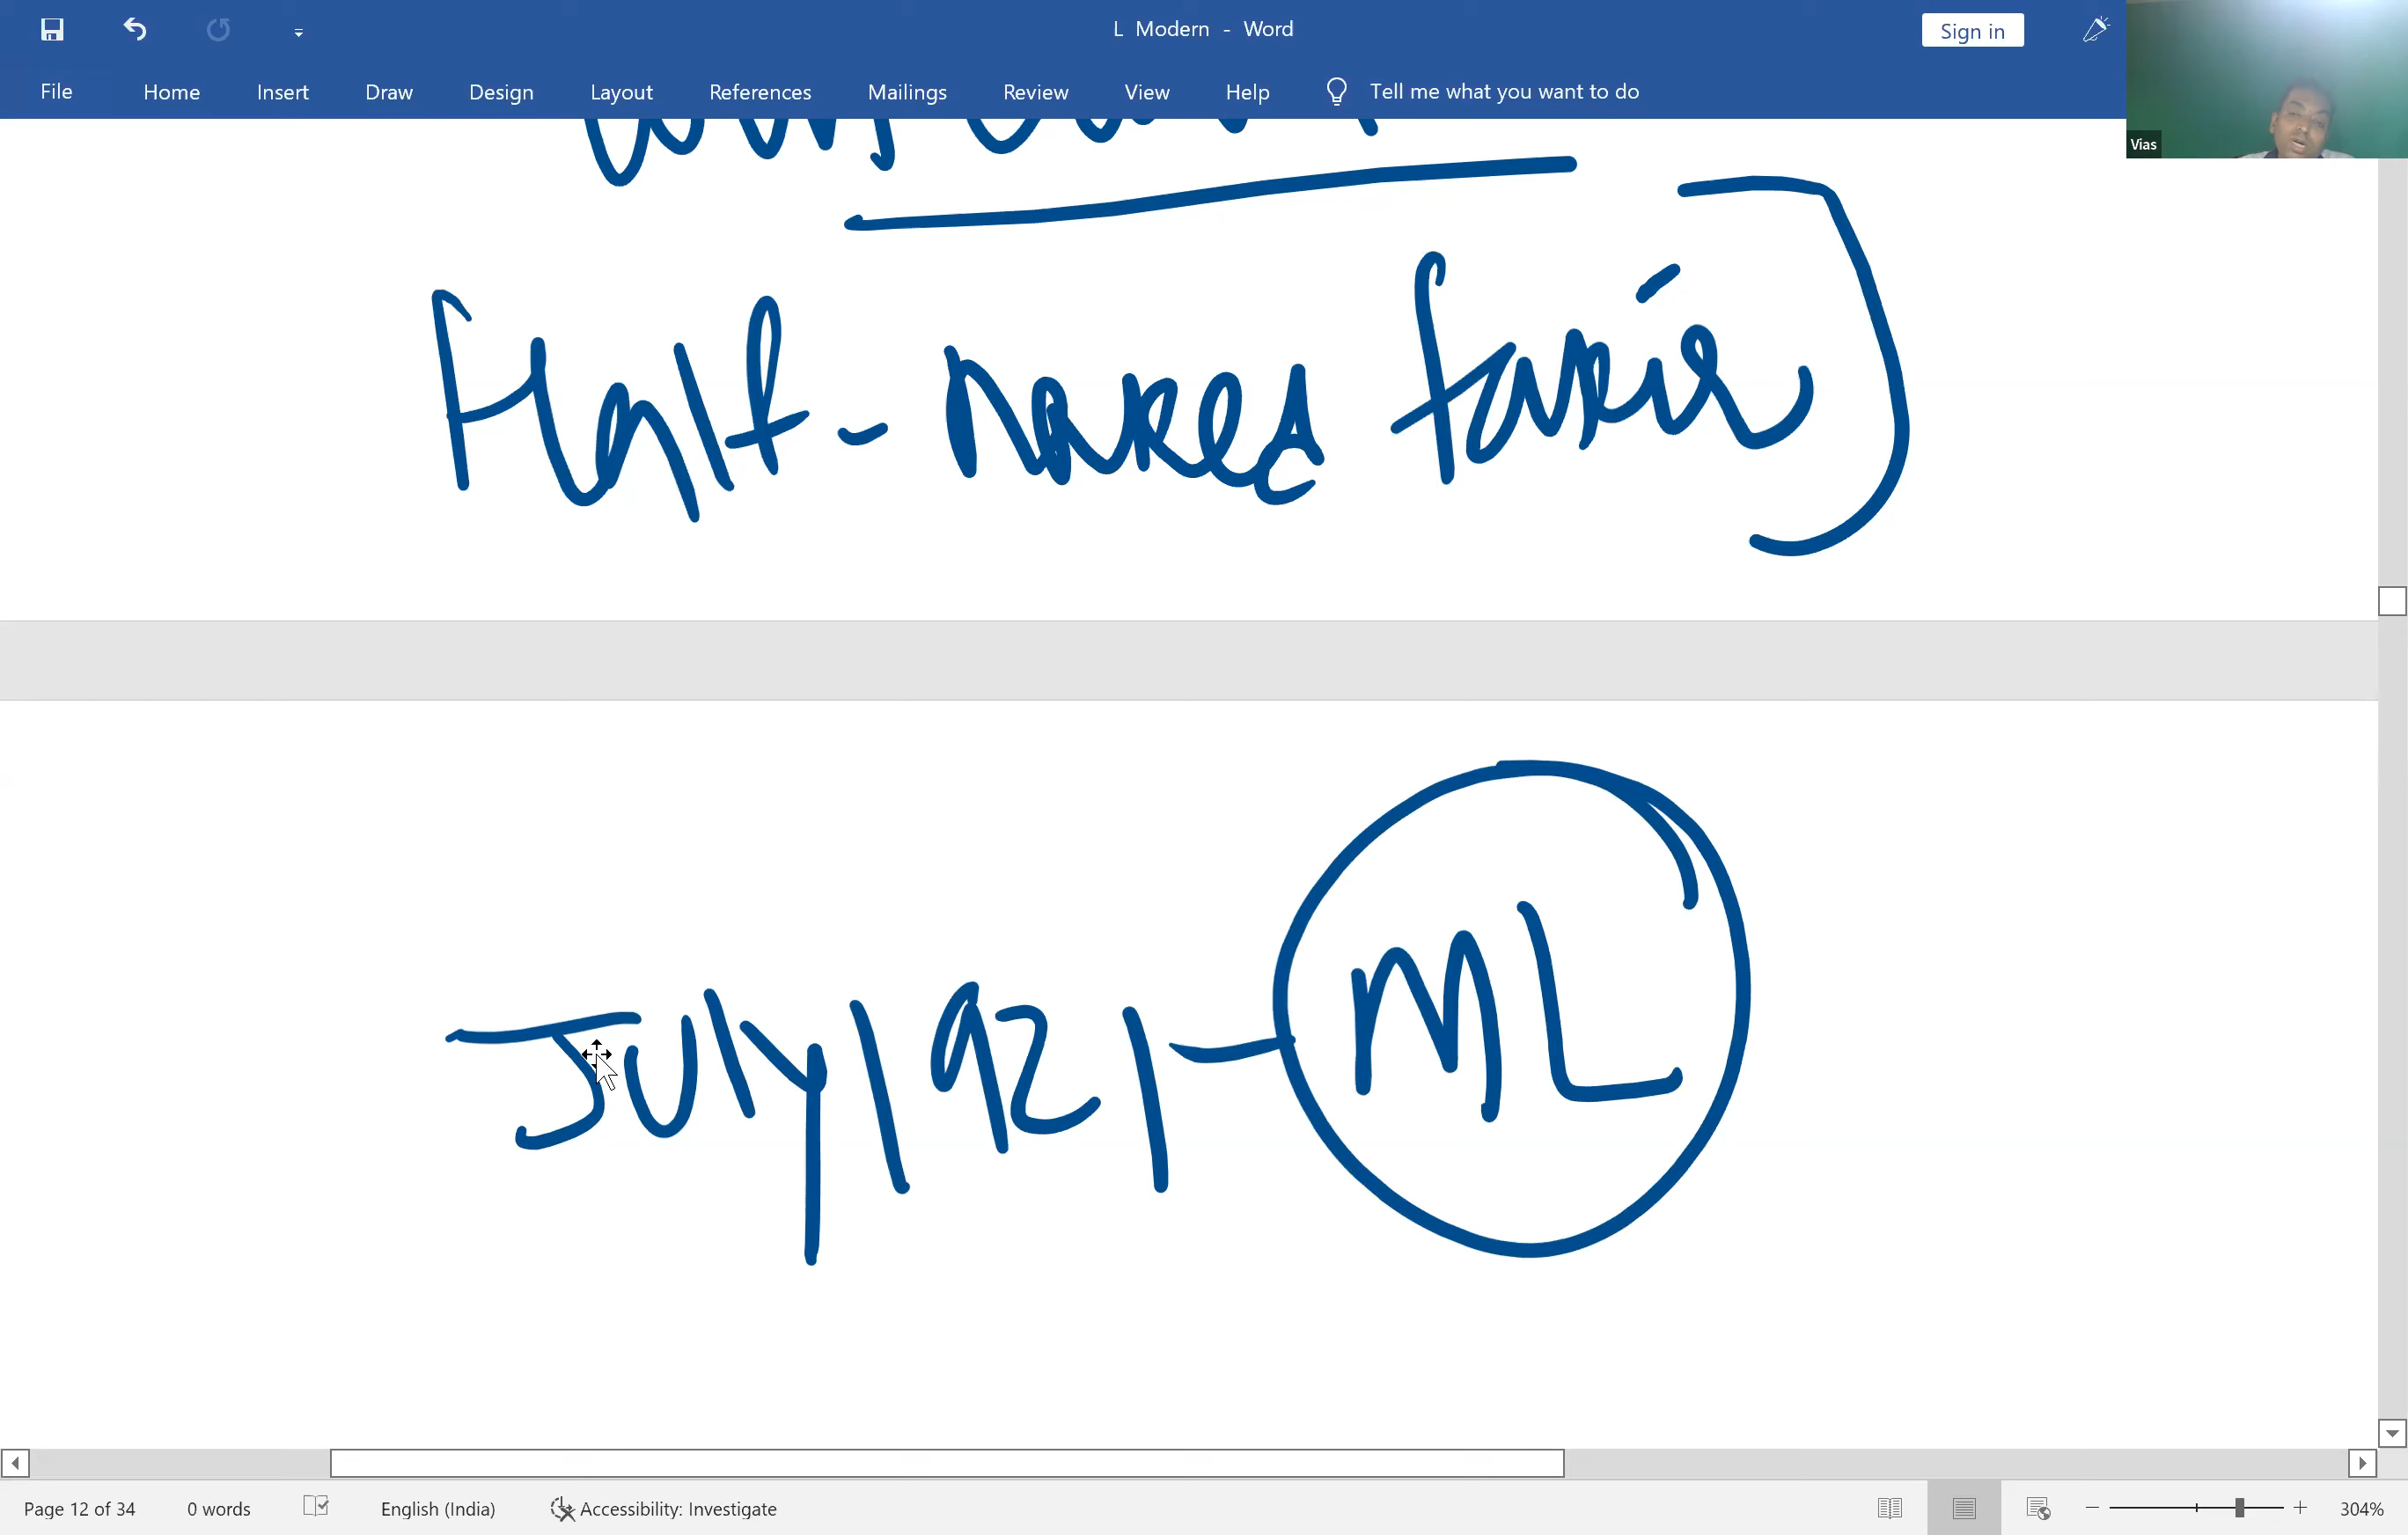 L Modern - Word
Sign in
File Home Insert Draw Design Layout References Mailings Review View Help Tell me what you want to do
Vias
Half-naked fakir
July 1921 - ML
Page 12 of 34 0 words English (India) Accessibility: Investigate 304%